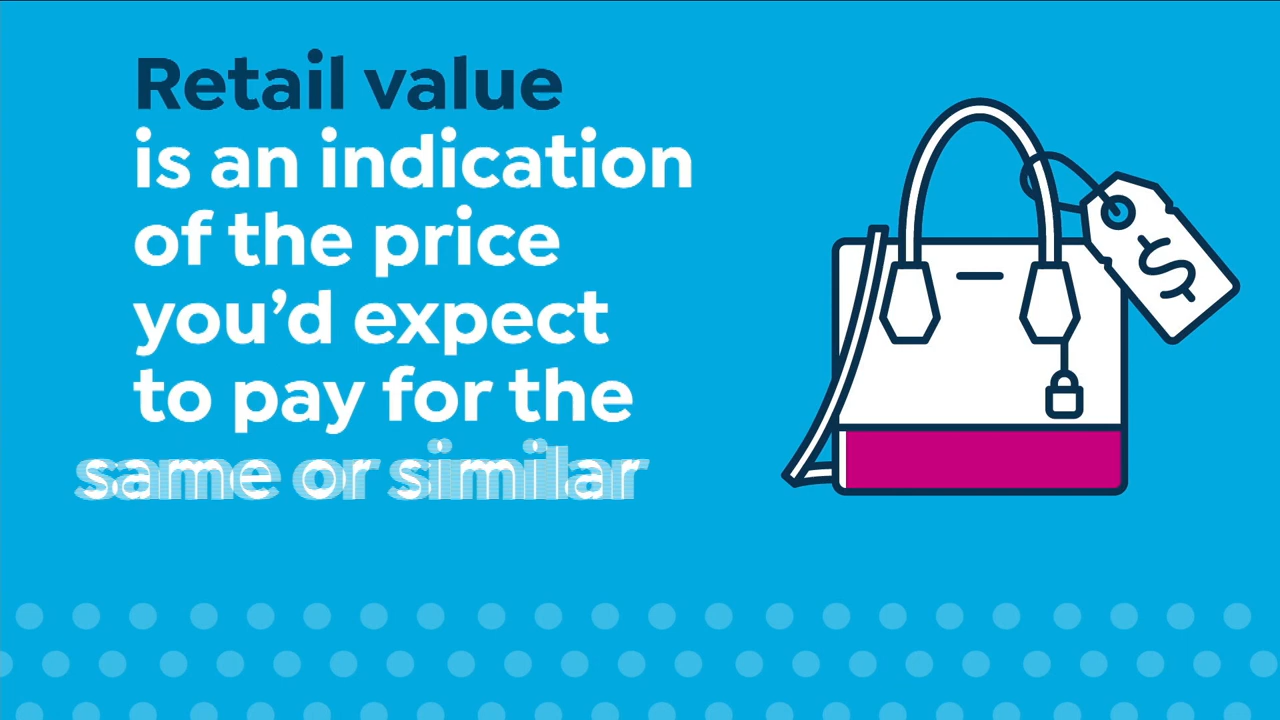 Retail value
is an indication
of the price
you’d expect
to pay for the
same or similar
$